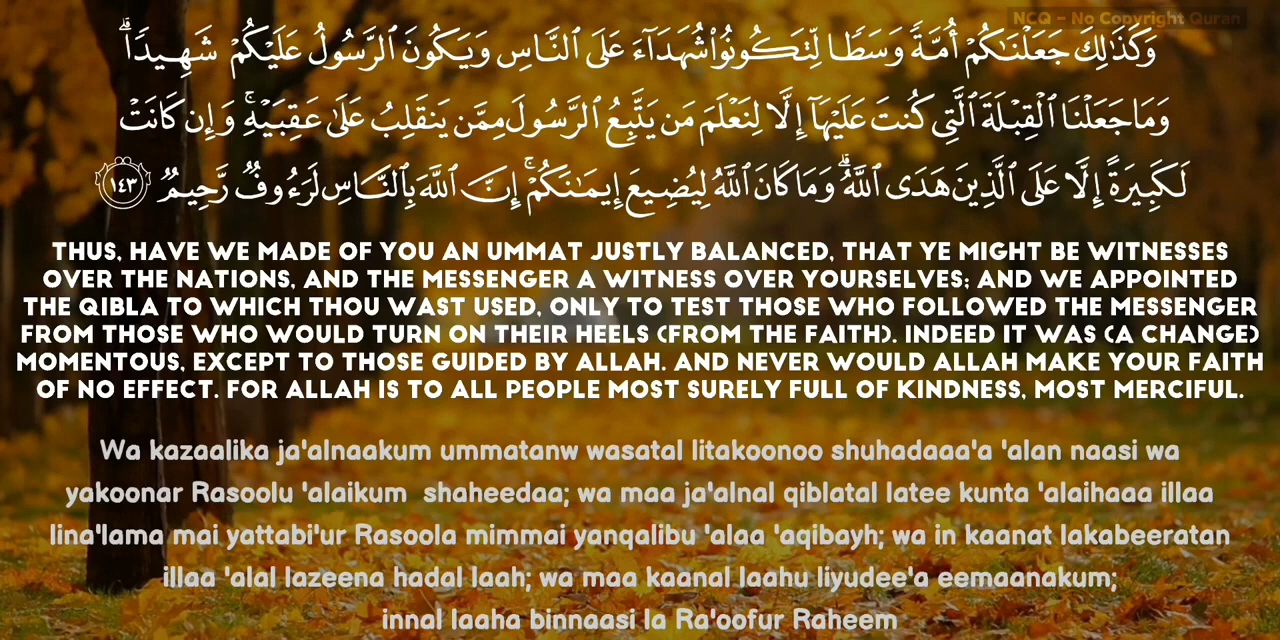 NCQ - No Copyright Quran
وَكَذَٰلِكَ جَعَلْنَـٰكُمْ أُمَّةً وَسَطًا لِّتَكُونُوا۟ شُهَدَآءَ عَلَى ٱلنَّاسِ وَيَكُونَ ٱلرَّسُولُ عَلَيْكُمْ شَهِيدًا ۗ
وَمَا جَعَلْنَا ٱلْقِبْلَةَ ٱلَّتِى كُنتَ عَلَيْهَآ إِلَّا لِنَعْلَمَ مَن يَتَّبِعُ ٱلرَّسُولَ مِمَّن يَنقَلِبُ عَلَىٰ عَقِبَيْهِ ۚ وَإِن كَانَتْ
لَكَبِيرَةً إِلَّا عَلَى ٱلَّذِينَ هَدَى ٱللَّهُ ۗ وَمَا كَانَ ٱللَّهُ لِيُضِيعَ إِيمَـٰنَكُمْ ۚ إِنَّ ٱللَّهَ بِٱلنَّاسِ لَرَءُوفٌ رَّحِيمٌ ١٤٣
THUS, HAVE WE MADE OF YOU AN UMMAT JUSTLY BALANCED, THAT YE MIGHT BE WITNESSES
OVER THE NATIONS, AND THE MESSENGER A WITNESS OVER YOURSELVES; AND WE APPOINTED
THE QIBLA TO WHICH THOU WAST USED, ONLY TO TEST THOSE WHO FOLLOWED THE MESSENGER
FROM THOSE WHO WOULD TURN ON THEIR HEELS (FROM THE FAITH). INDEED IT WAS (A CHANGE)
MOMENTOUS, EXCEPT TO THOSE GUIDED BY ALLAH. AND NEVER WOULD ALLAH MAKE YOUR FAITH
OF NO EFFECT. FOR ALLAH IS TO ALL PEOPLE MOST SURELY FULL OF KINDNESS, MOST MERCIFUL.
Wa kazaalika ja'alnaakum ummatanw wasatal litakoonoo shuhadaaa'a 'alan naasi wa
yakoonar Rasoolu 'alaikum shaheedaa; wa maa ja'alnal qiblatal latee kunta 'alaihaaa illaa
lina'lama mai yattabi'ur Rasoola mimmai yanqalibu 'alaa 'aqibayh; wa in kaanat lakabeeratan
illaa 'alal lazeena hadal laah; wa maa kaanal laahu liyudee'a eemaanakum;
innal laaha binnaasi la Ra'oofur Raheem